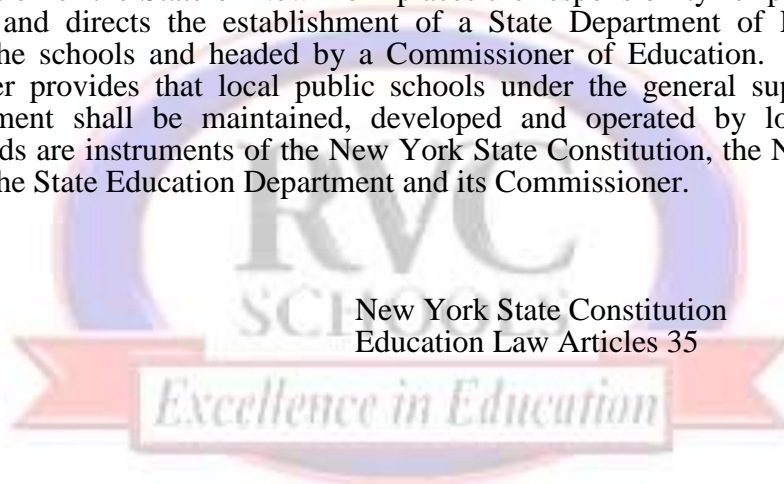 and directs the establishment of a State Department of
he schools and headed by a Commissioner of Education.
er provides that local public schools under the general
ment shall be maintained, developed and operated by
ds are instruments of the New York State Constitution, the
he State Education Department and its Commissioner.
RVC
SCHOOLS
New York State Constitution
Education Law Articles 35
Excellence in Education